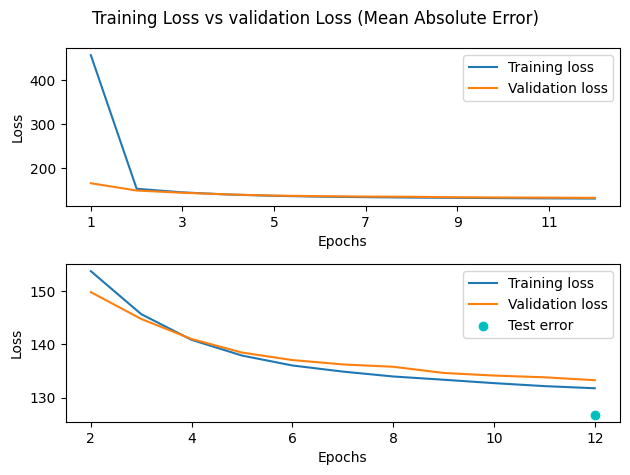 Training Loss vs validation Loss (Mean Absolute Error)
400
300
200
Loss
Training loss
Validation loss
1 3 5 7 9 11
Epochs
150
140
130
Loss
Training loss
Validation loss
Test error
2 4 6 8 10 12
Epochs